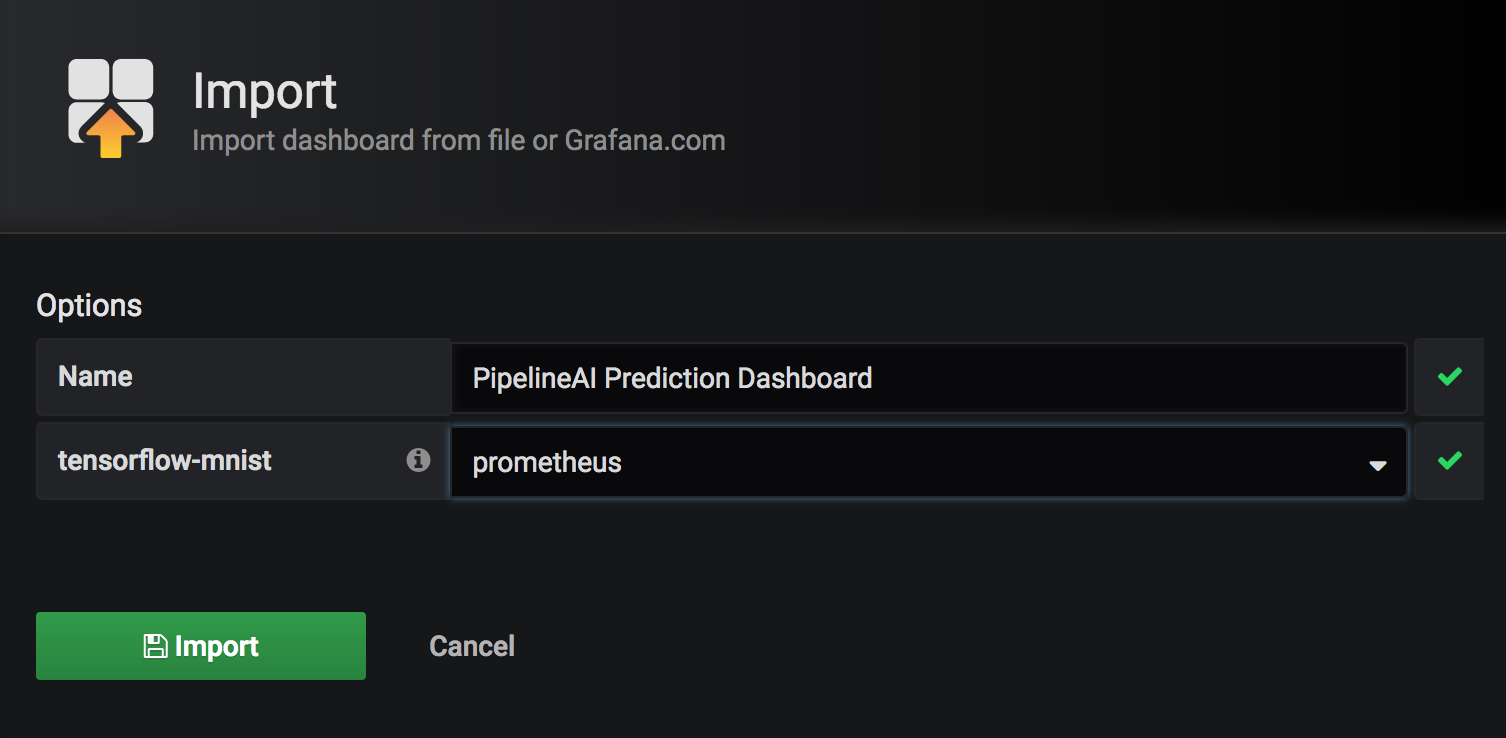 Import
Import dashboard from file or Grafana.com
Options
Name
PipelineAI Prediction Dashboard
tensorflow-mnist
prometheus
Import
Cancel